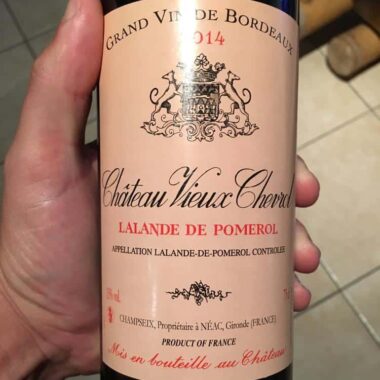 GRAND VIN DE BORDEAUX
2014
Château Vieux Chevrol
LALANDE DE POMEROL
APPELLATION LALANDE-DE-POMEROL CONTROLÉE
CHAMPSEIX, Propriétaire à NÉAC, Gironde (FRANCE)
PRODUCT OF FRANCE
Mis en bouteille au Château